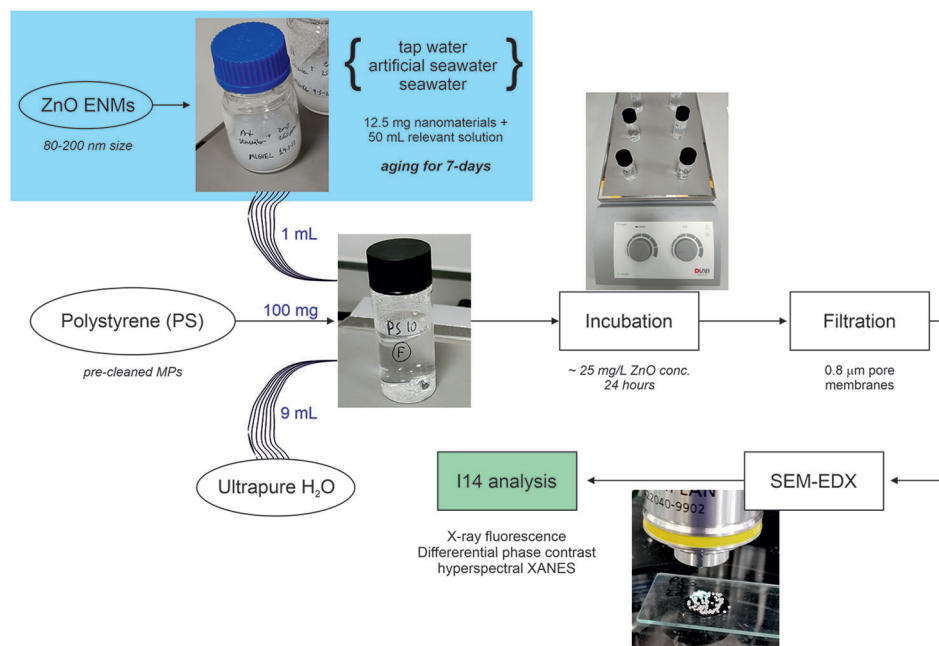 ZnO ENMs
80-200 nm size
tap water
artificial seawater
seawater
12.5 mg nanomaterials +
50 mL relevant solution
aging for 7-days
1 mL
Polystyrene (PS)
pre-cleaned MPs
100 mg
PS 10
F
9 mL
Ultrapure H₂O
DLAB
Incubation
~ 25 mg/L ZnO conc.
24 hours
Filtration
0.8 μm pore
membranes
SEM-EDX
I14 analysis
X-ray fluorescence
Differerential phase contrast
hyperspectral XANES
22040-9902